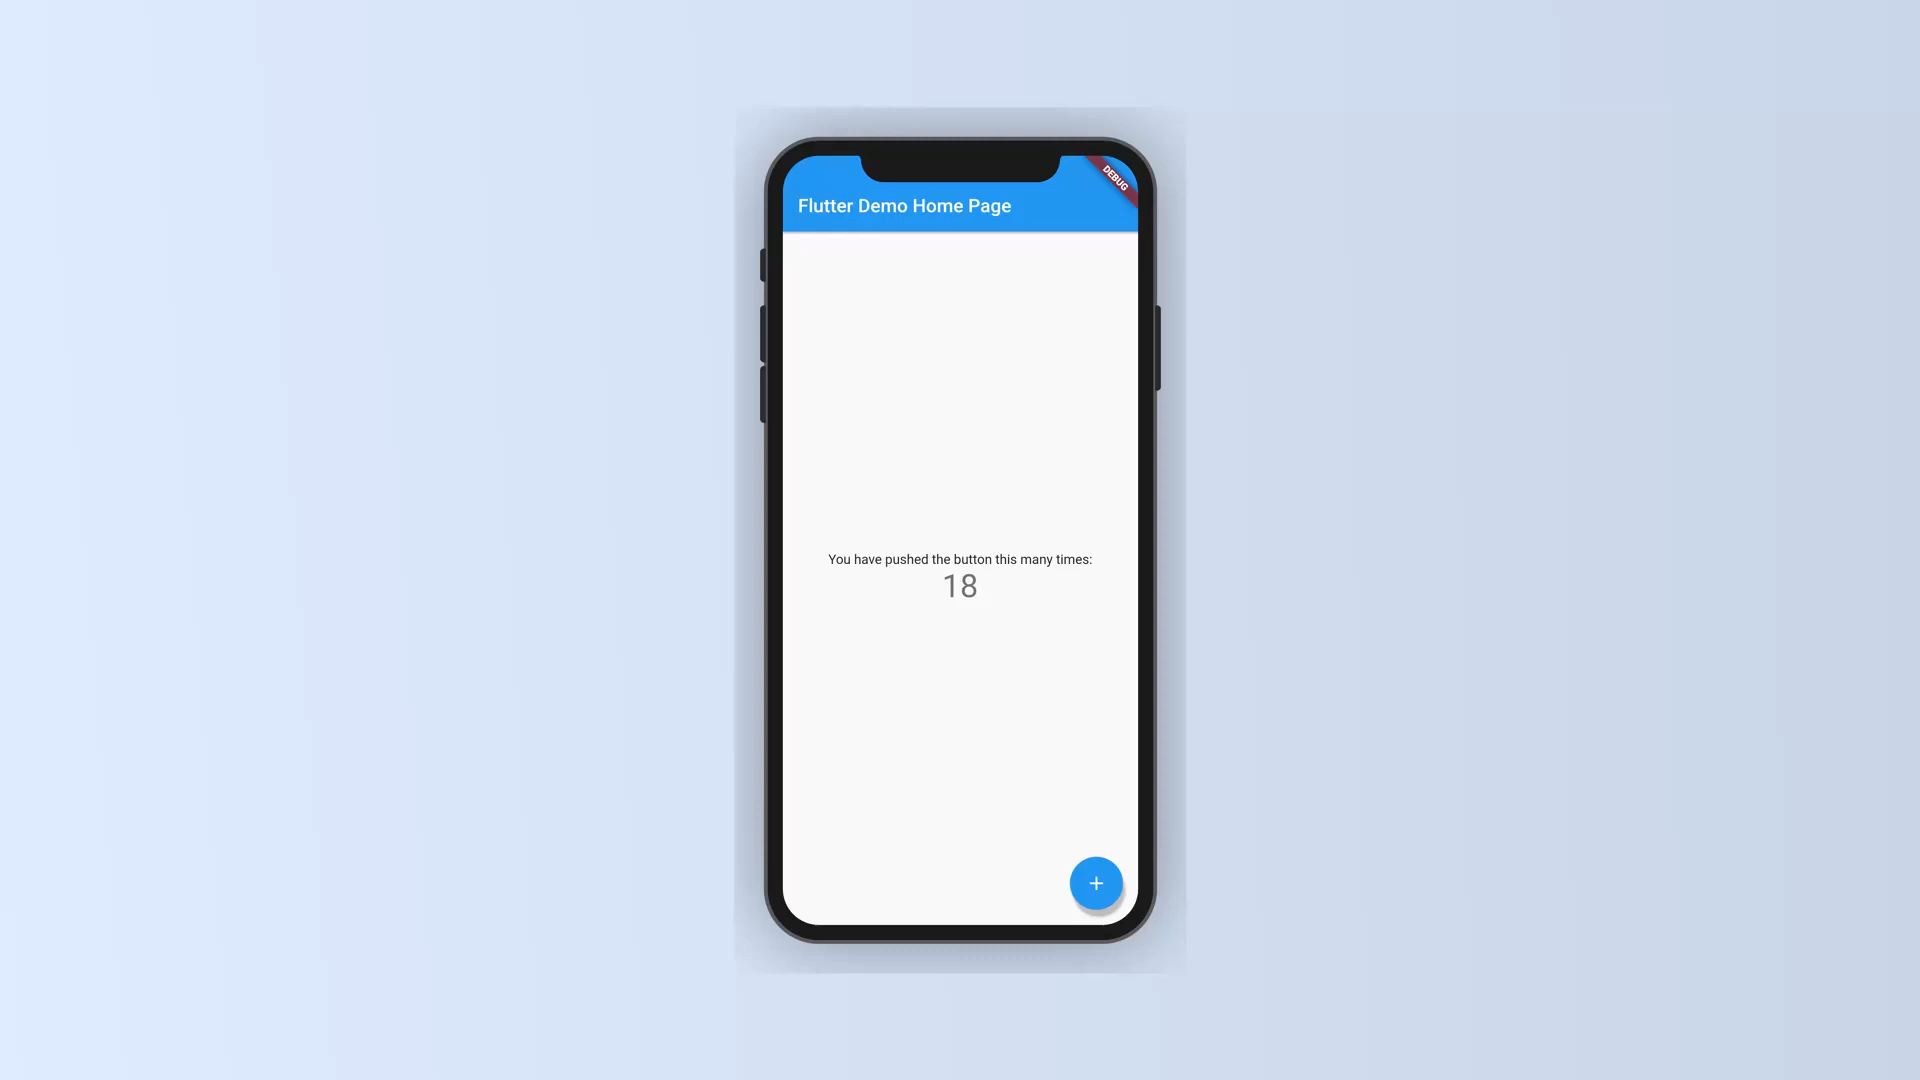 DEBUG
Flutter Demo Home Page
You have pushed the button this many times:
18